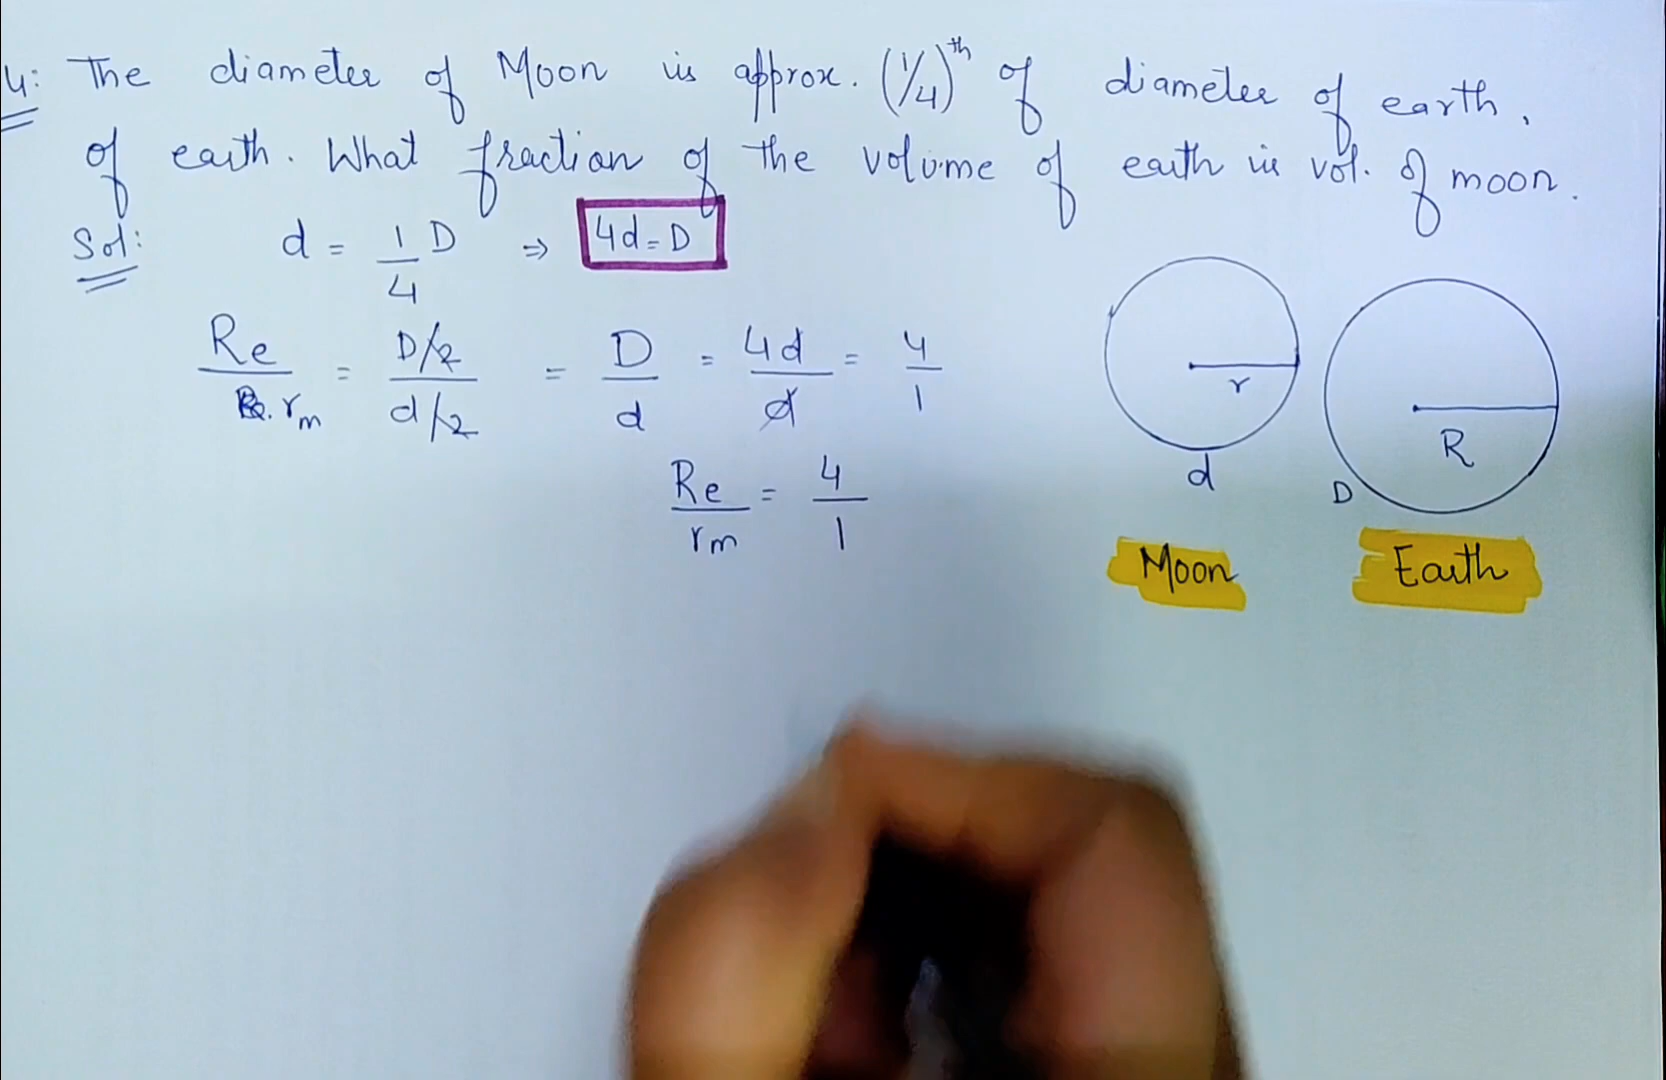 4: The diameter of Moon is approx. (1/4)th of diameter of earth.
of earth. What fraction of the volume of earth is vol. of moon.
Sol: d = 1/4 D ⇒ 4d = D
Re/rm = D/2 / d/2 = D/d = 4d/d = 4/1
Re/rm = 4/1
r
R
d
D
Moon
Earth